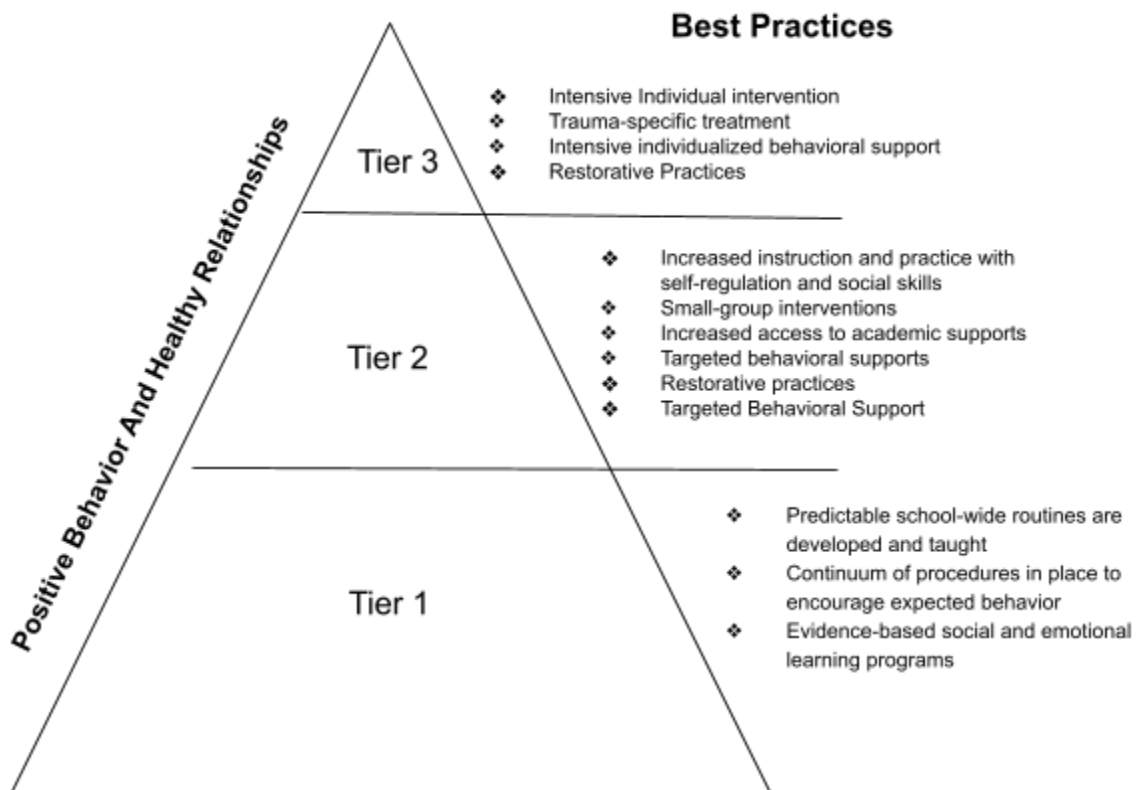 Best Practices
Positive Behavior And Healthy Relationships
Tier 3
❖ Intensive Individual intervention
❖ Trauma-specific treatment
❖ Intensive individualized behavioral support
❖ Restorative Practices
Tier 2
❖ Increased instruction and practice with
self-regulation and social skills
❖ Small-group interventions
❖ Increased access to academic supports
❖ Targeted behavioral supports
❖ Restorative practices
❖ Targeted Behavioral Support
Tier 1
❖ Predictable school-wide routines are
developed and taught
❖ Continuum of procedures in place to
encourage expected behavior
❖ Evidence-based social and emotional
learning programs